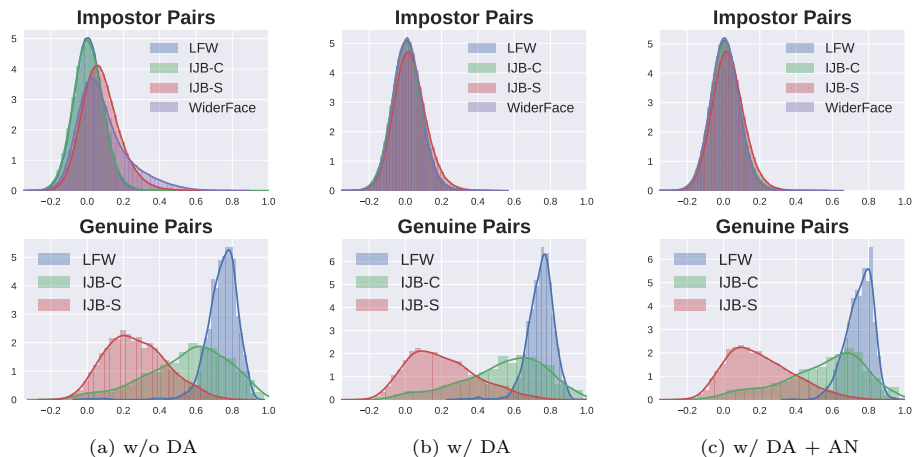 Impostor Pairs
5
4
3
2
1
0
LFW
IJB-C
IJB-S
WiderFace
−0.2 0.0 0.2 0.4 0.6 0.8 1.0
Impostor Pairs
5
4
3
2
1
0
LFW
IJB-C
IJB-S
WiderFace
−0.2 0.0 0.2 0.4 0.6 0.8 1.0
Impostor Pairs
5
4
3
2
1
0
LFW
IJB-C
IJB-S
WiderFace
−0.2 0.0 0.2 0.4 0.6 0.8 1.0
Genuine Pairs
5
4
3
2
1
0
LFW
IJB-C
IJB-S
−0.2 0.0 0.2 0.4 0.6 0.8 1.0
Genuine Pairs
6
5
4
3
2
1
0
LFW
IJB-C
IJB-S
−0.2 0.0 0.2 0.4 0.6 0.8 1.0
Genuine Pairs
6
5
4
3
2
1
0
LFW
IJB-C
IJB-S
−0.2 0.0 0.2 0.4 0.6 0.8 1.0
(a) w/o DA
(b) w/ DA
(c) w/ DA + AN